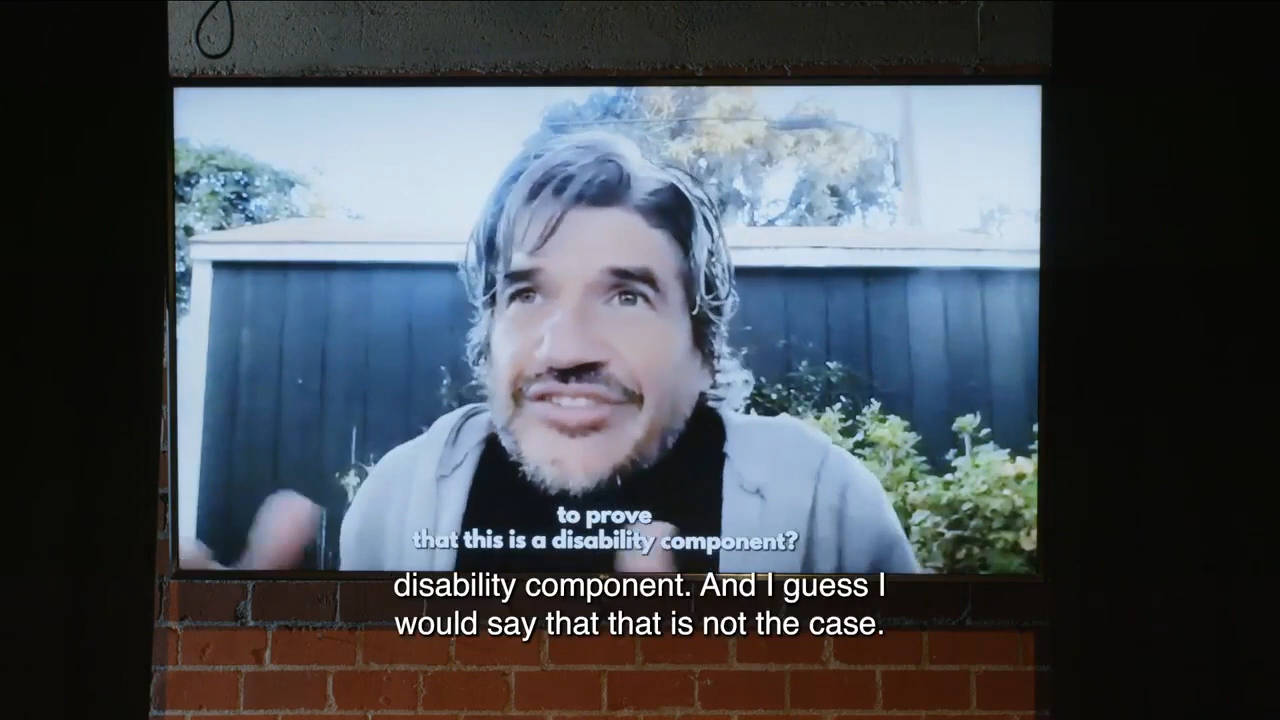 to prove
that this is a disability component?
disability component. And I guess I
would say that that is not the case.